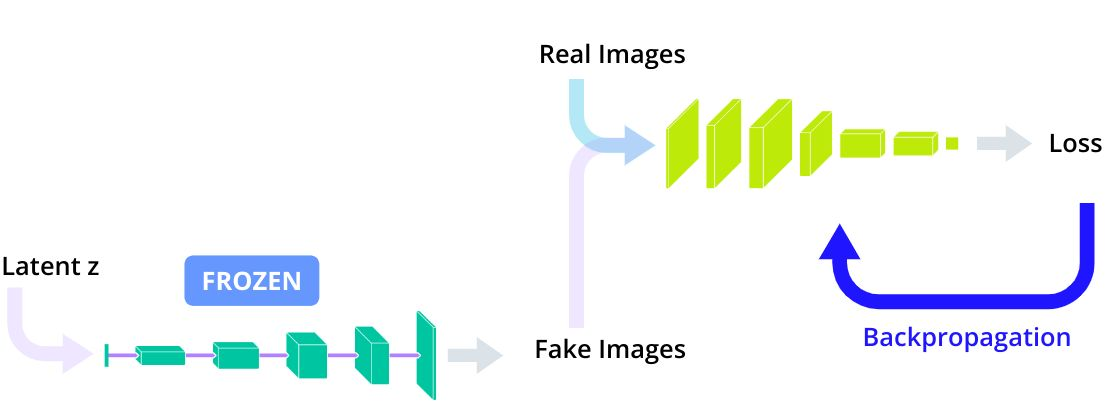 Real Images
Loss
Latent z
FROZEN
Fake Images
Backpropagation